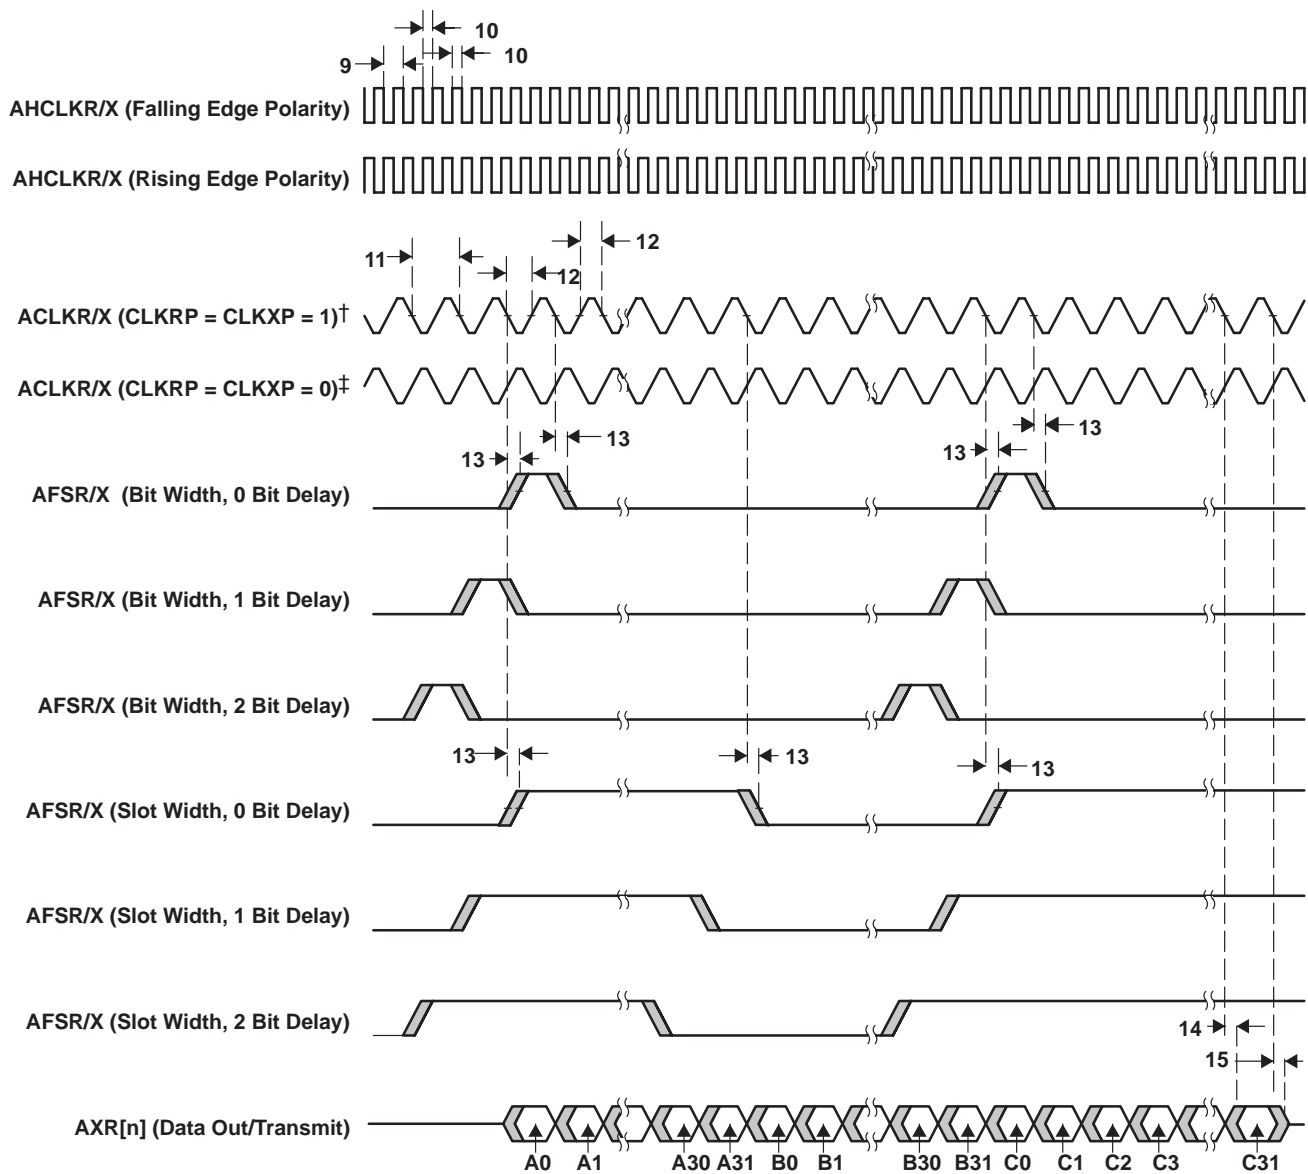 10
10
9
AHCLKR/X (Falling Edge Polarity)
AHCLKR/X (Rising Edge Polarity)
12
11
12
ACLKR/X (CLKRP = CLKXP = 1)†
ACLKR/X (CLKRP = CLKXP = 0)‡
13
13
13
13
AFSR/X (Bit Width, 0 Bit Delay)
AFSR/X (Bit Width, 1 Bit Delay)
AFSR/X (Bit Width, 2 Bit Delay)
13
13
13
AFSR/X (Slot Width, 0 Bit Delay)
AFSR/X (Slot Width, 1 Bit Delay)
AFSR/X (Slot Width, 2 Bit Delay)
14
15
AXR[n] (Data Out/Transmit)
A0 A1 A30 A31 B0 B1 B30 B31 C0 C1 C2 C3 C31